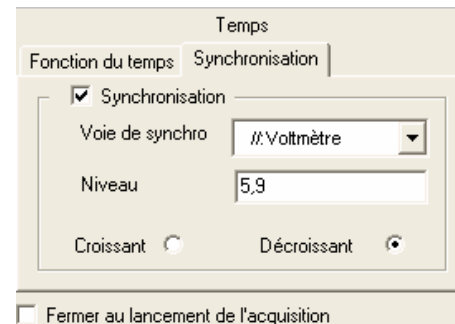 Temps
Fonction du temps Synchronisation
Synchronisation
Voie de synchro //:Voltmètre
Niveau 5,9
Croissant Décroissant
Fermer au lancement de l'acquisition